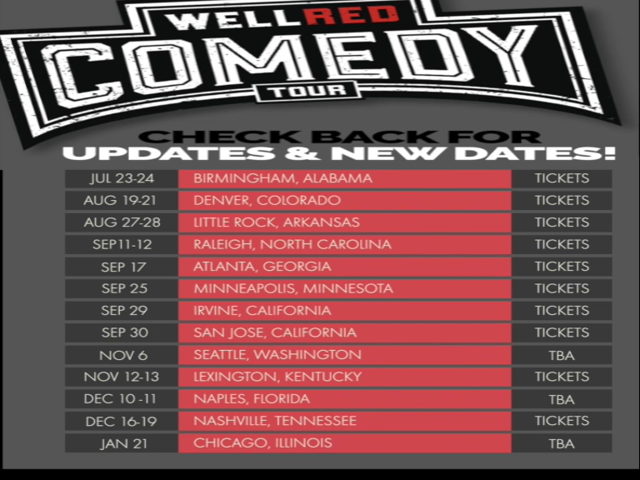 WELLRED
COMEDY
TOUR
CHECK BACK FOR
UPDATES & NEW DATES!
JUL 23-24 BIRMINGHAM, ALABAMA TICKETS
AUG 19-21 DENVER, COLORADO TICKETS
AUG 27-28 LITTLE ROCK, ARKANSAS TICKETS
SEP11-12 RALEIGH, NORTH CAROLINA TICKETS
SEP 17 ATLANTA, GEORGIA TICKETS
SEP 25 MINNEAPOLIS, MINNESOTA TICKETS
SEP 29 IRVINE, CALIFORNIA TICKETS
SEP 30 SAN JOSE, CALIFORNIA TICKETS
NOV 6 SEATTLE, WASHINGTON TBA
NOV 12-13 LEXINGTON, KENTUCKY TICKETS
DEC 10 -11 NAPLES, FLORIDA TBA
DEC 16-19 NASHVILLE, TENNESSEE TICKETS
JAN 21 CHICAGO, ILLINOIS TBA